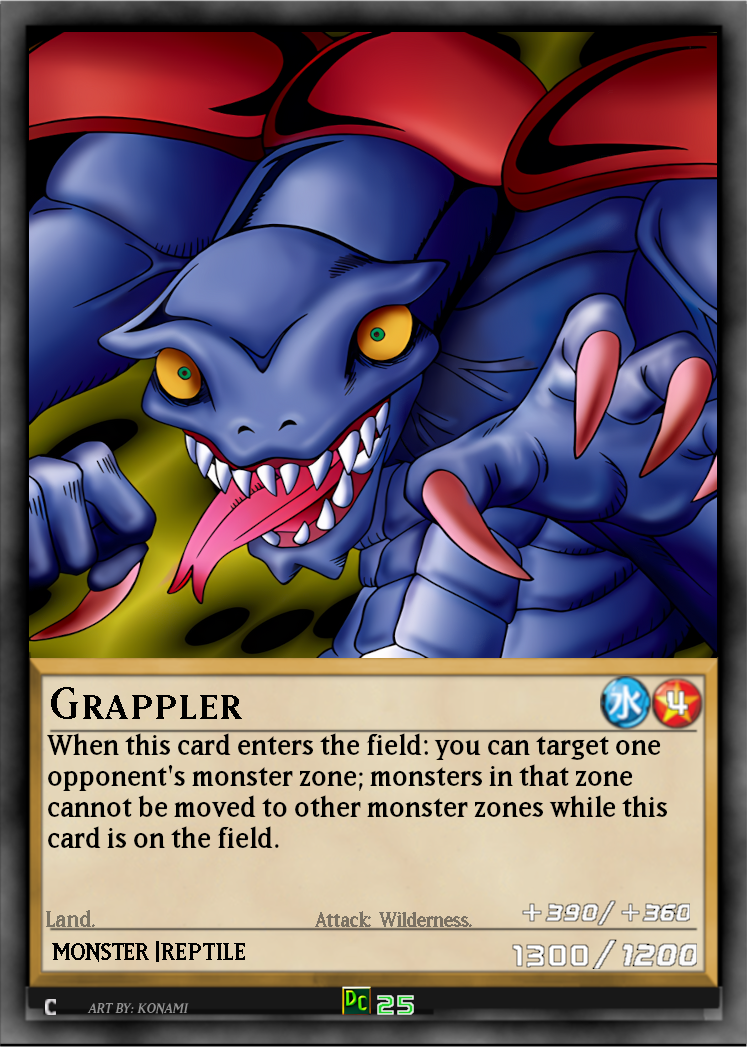 GRAPPLER 水 4
When this card enters the field: you can target one
opponent's monster zone; monsters in that zone
cannot be moved to other monster zones while this
card is on the field.
Land. Attack: Wilderness. +390/ +360
MONSTER |REPTILE 1300/1200
C ART BY: KONAMI DC 25